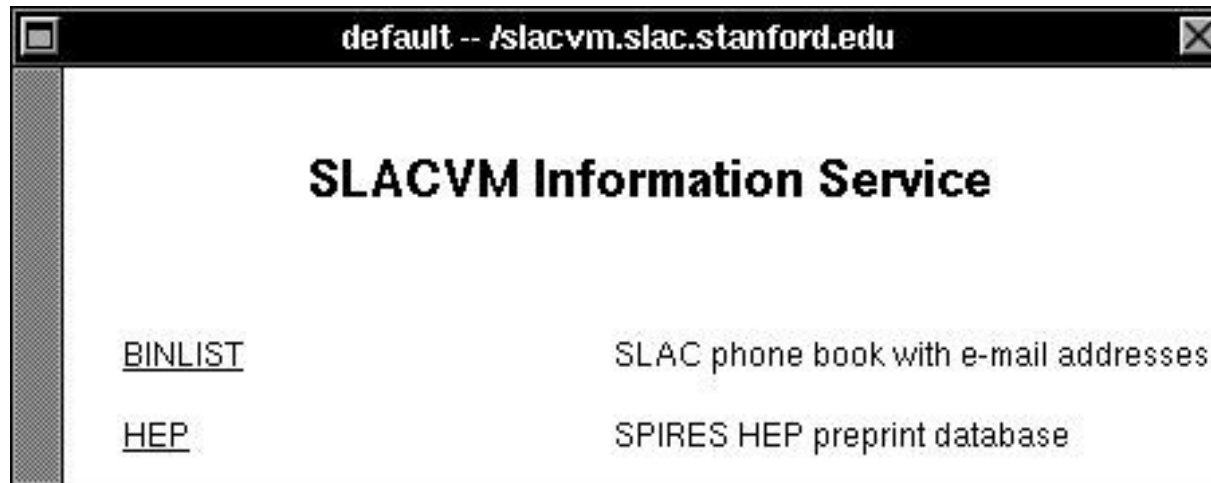 default -- /slacvm.slac.stanford.edu
SLACVM Information Service
BINLIST SLAC phone book with e-mail addresses
HEP SPIRES HEP preprint database